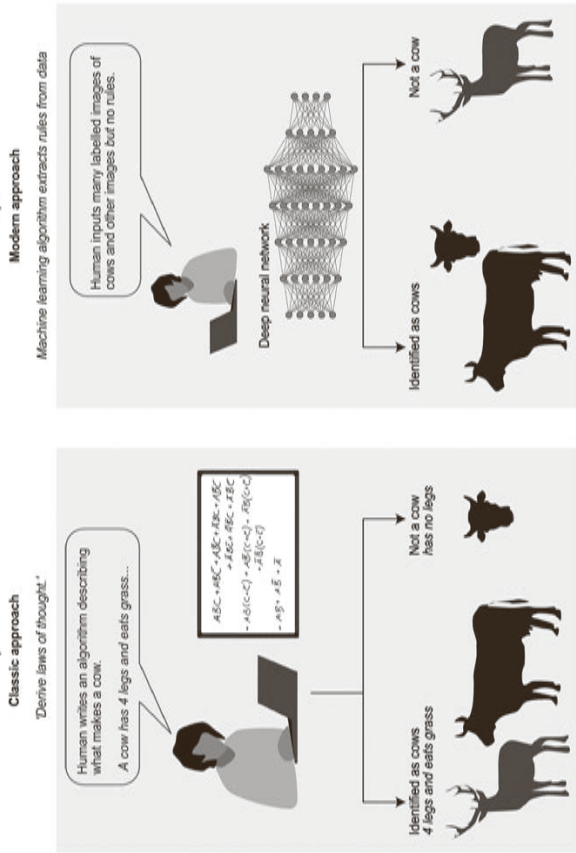 Classic approach
"Derive laws of thought."
Human writes an algorithm describing
what makes a cow.
A cow has 4 legs and eats grass...
Identified as cows
4 legs and eats grass
Not a cow
has no legs
Modern approach
Machine learning algorithm extracts rules from data
Human inputs many labelled images of
cows and other images but no rules.
Deep neural network
Identified as cows
Not a cow